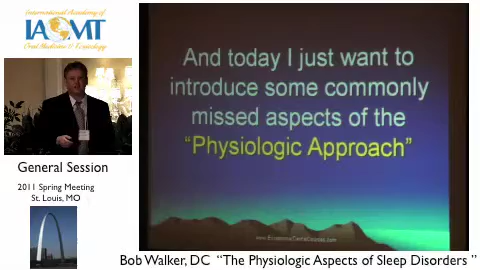 International Academy of
IAOMT
Oral Medicine & Toxicology
General Session
2011 Spring Meeting
St. Louis, MO
And today I just want to
introduce some commonly
missed aspects of the
“Physiologic Approach”
Bob Walker, DC “The Physiologic Aspects of Sleep Disorders ”